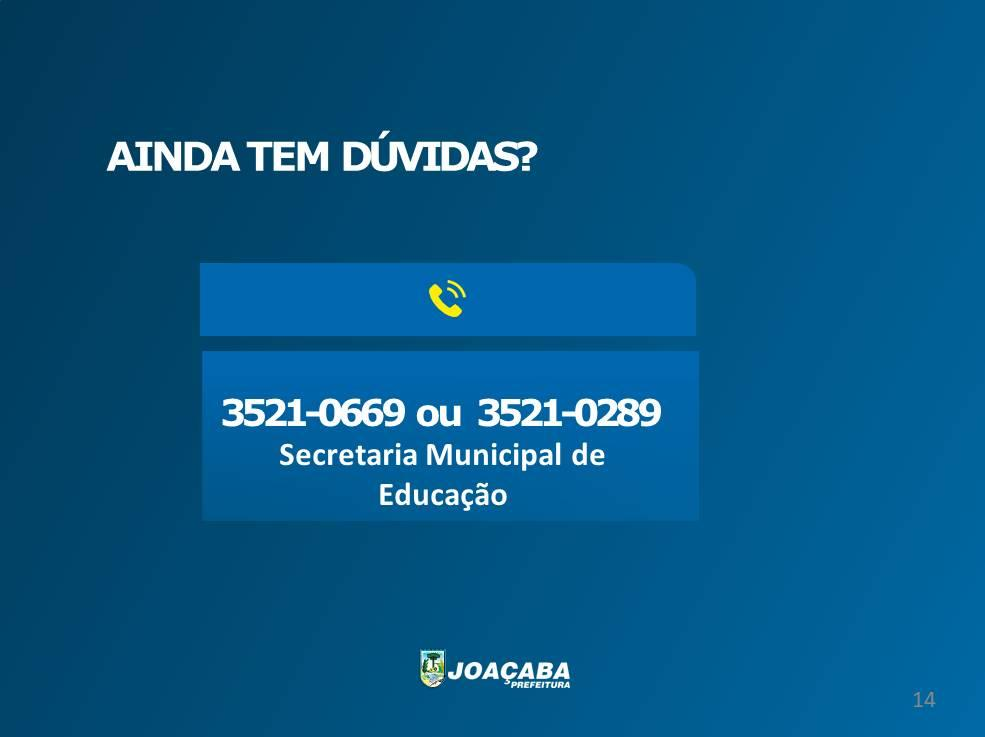 AINDA TEM DÚVIDAS?
3521-0669 ou 3521-0289
Secretaria Municipal de
Educação
JOAÇABA
PREFEITURA
14